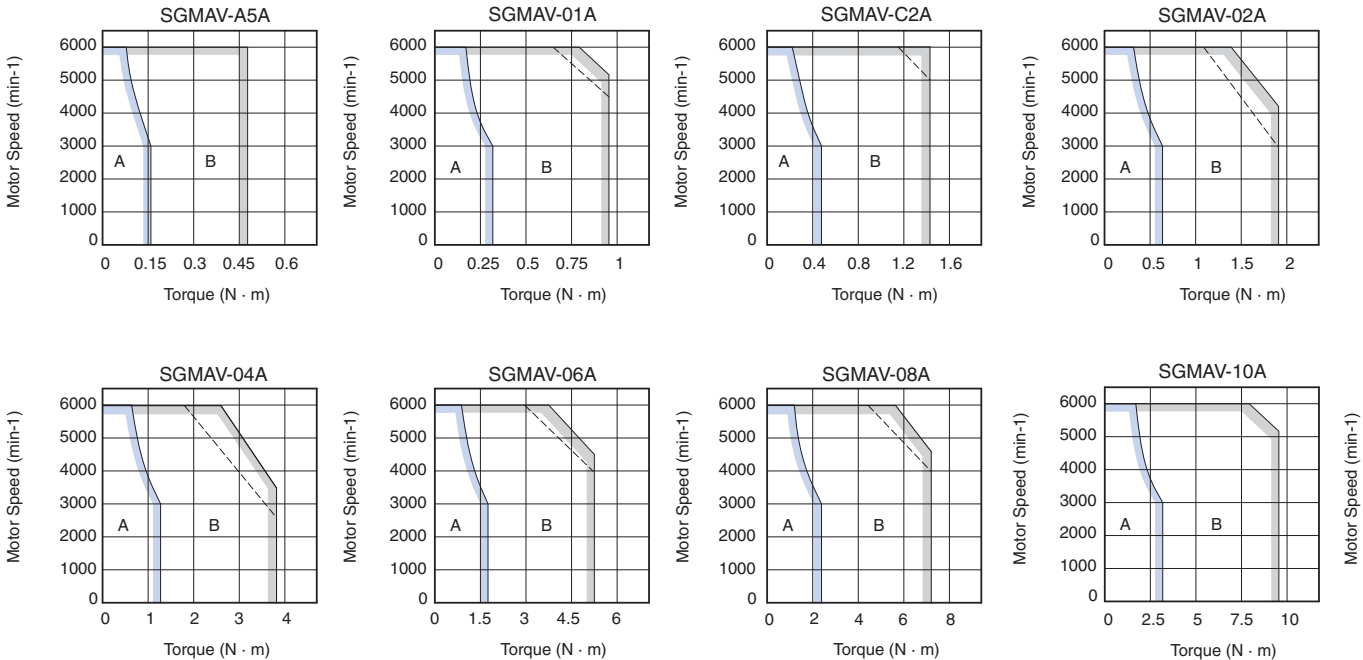 SGMAV-A5A
Motor Speed (min-1)
6000
5000
4000
3000
2000
1000
0
A
B
0 0.15 0.3 0.45 0.6
Torque (N · m)
SGMAV-01A
Motor Speed (min-1)
6000
5000
4000
3000
2000
1000
0
A
B
0 0.25 0.5 0.75 1
Torque (N · m)
SGMAV-C2A
Motor Speed (min-1)
6000
5000
4000
3000
2000
1000
0
A
B
0 0.4 0.8 1.2 1.6
Torque (N · m)
SGMAV-02A
Motor Speed (min-1)
6000
5000
4000
3000
2000
1000
0
A
B
0 0.5 1 1.5 2
Torque (N · m)
SGMAV-04A
Motor Speed (min-1)
6000
5000
4000
3000
2000
1000
0
A
B
0 1 2 3 4
Torque (N · m)
SGMAV-06A
Motor Speed (min-1)
6000
5000
4000
3000
2000
1000
0
A
B
0 1.5 3 4.5 6
Torque (N · m)
SGMAV-08A
Motor Speed (min-1)
6000
5000
4000
3000
2000
1000
0
A
B
0 2 4 6 8
Torque (N · m)
SGMAV-10A
Motor Speed (min-1)
6000
5000
4000
3000
2000
1000
0
A
B
0 2.5 5 7.5 10
Torque (N · m)
Motor Speed (min-1)